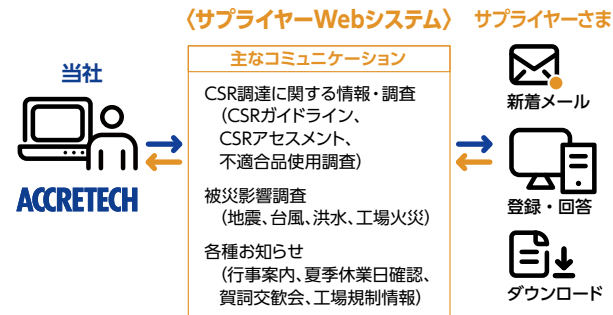 〈サプライヤーWebシステム〉
サプライヤーさま
当社
ACCRETECH
主なコミュニケーション
CSR調達に関する情報・調査
（CSRガイドライン、
CSRアセスメント、
不適合品使用調査）
被災影響調査
（地震、台風、洪水、工場火災）
各種お知らせ
（行事案内、夏季休業日確認、
賀詞交歓会、工場規制情報）
新着メール
登録・回答
ダウンロード